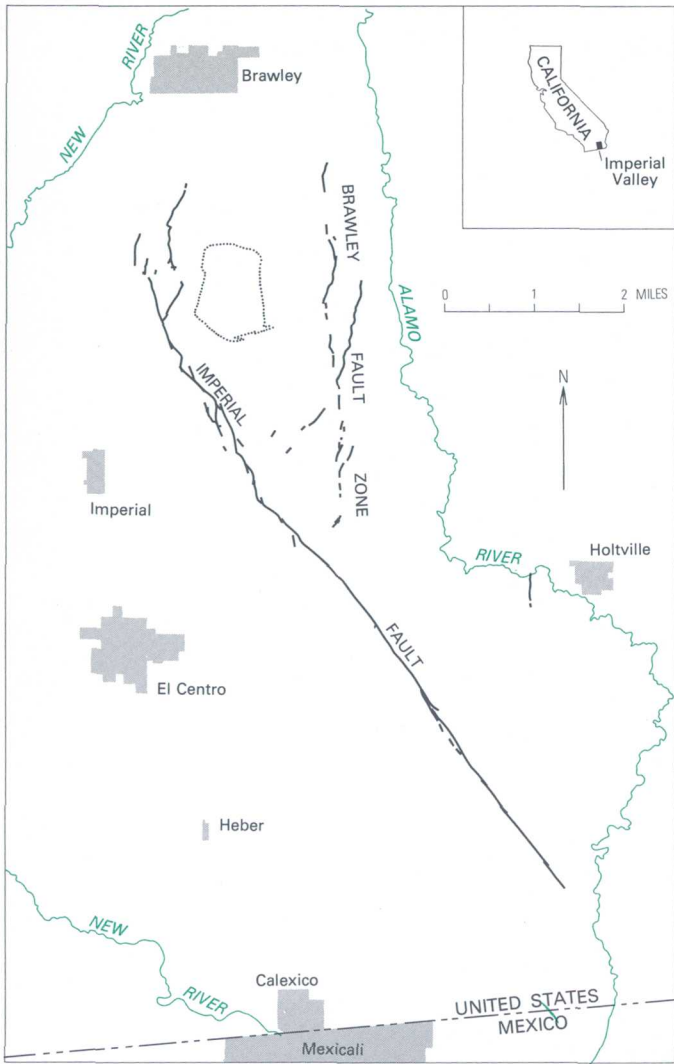 RIVER
NEW
Brawley
CALIFORNIA
Imperial
Valley
BRAWLEY
FAULT
ZONE
ALAMO
RIVER
0 1 2 MILES
N
IMPERIAL
FAULT
Imperial
Holtville
El Centro
Heber
NEW
RIVER
Calexico
UNITED STATES
MEXICO
Mexicali